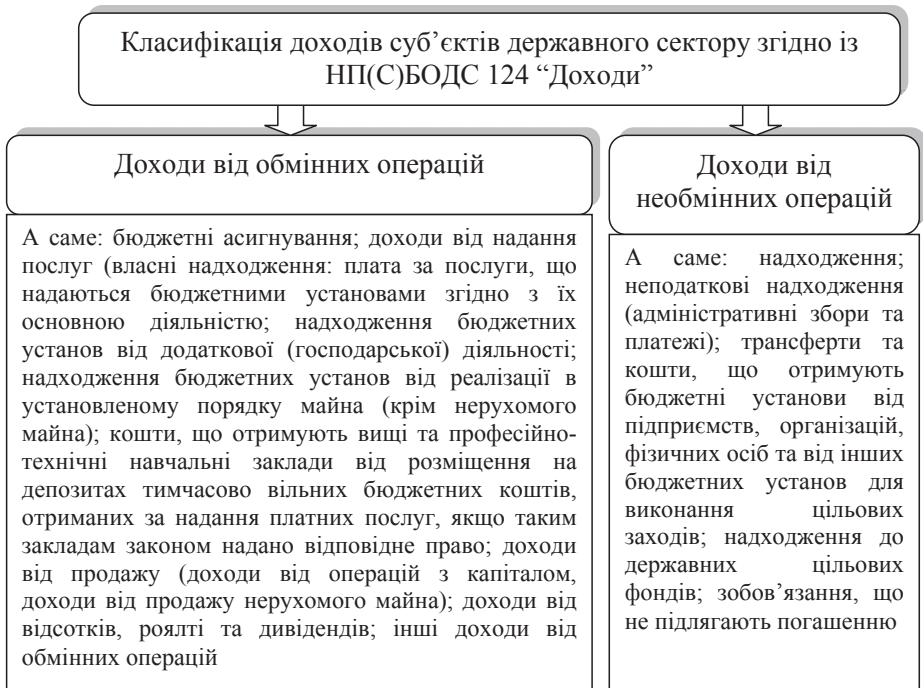 Класифікація доходів суб’єктів державного сектору згідно із
НП(С)БОДС 124 “Доходи”
Доходи від обмінних операцій
А саме: бюджетні асигнування; доходи від надання
послуг (власні надходження: плата за послуги, що
надаються бюджетними установами згідно з їх
основною діяльністю; надходження бюджетних
установ від додаткової (господарської) діяльності;
надходження бюджетних установ від реалізації в
установленому порядку майна (крім нерухомого
майна); кошти, що отримують вищі та професійно-
технічні навчальні заклади від розміщення на
депозитах тимчасово вільних бюджетних коштів,
отриманих за надання платних послуг, якщо таким
закладам законом надано відповідне право; доходи
від продажу (доходи від операцій з капіталом,
доходи від продажу нерухомого майна); доходи від
відсотків, роялті та дивідендів; інші доходи від
обмінних операцій
Доходи від
необмінних операцій
А саме: надходження;
неподаткові надходження
(адміністративні збори та
платежі); трансферти та
кошти, що отримують
бюджетні установи від
підприємств, організацій,
фізичних осіб та від інших
бюджетних установ для
виконання цільових
заходів; надходження до
державних цільових
фондів; зобов’язання, що
не підлягають погашенню